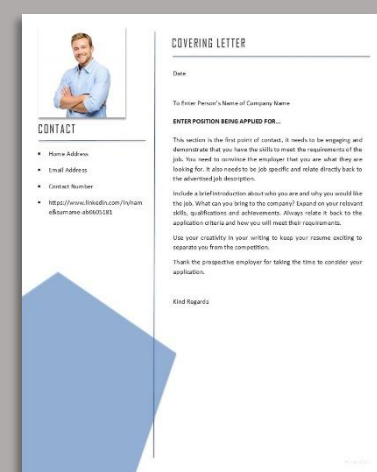 COVERING LETTER
Date
To Enter Person's Name of Company Name
ENTER POSITION BEING APPLIED FOR...
This section is the first point of contact, it needs to be engaging and
demonstrate that you have the skills to meet the requirements of the
job. You need to convince the employer that you are what they are
looking for. It also needs to be job specific and relate directly back to
the advertised job description.
Include a brief introduction about who you are and why you would like
the job. What can you bring to the company? Expand on your relevant
skills, qualifications and achievements. Always relate it back to the
application criteria and how you will meet their requirements.
Use your creativity in your writing to keep your resume exciting to
separate you from the competition.
Thank the prospective employer for taking the time to consider your
application.
Kind Regards
CONTACT
Home Address
Email Address
Contact Number
https://www.linkedin.com/in/nam
e&surname-ab0605181